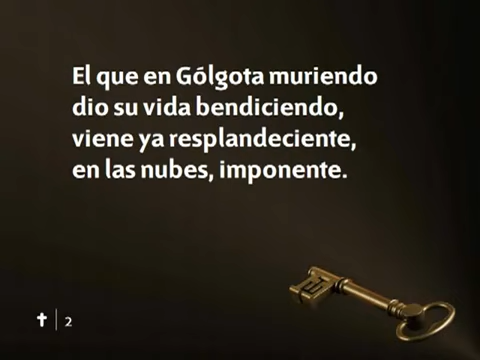 El que en Gólgota muriendo
dio su vida bendiciendo,
viene ya resplandeciente,
en las nubes, imponente.
2